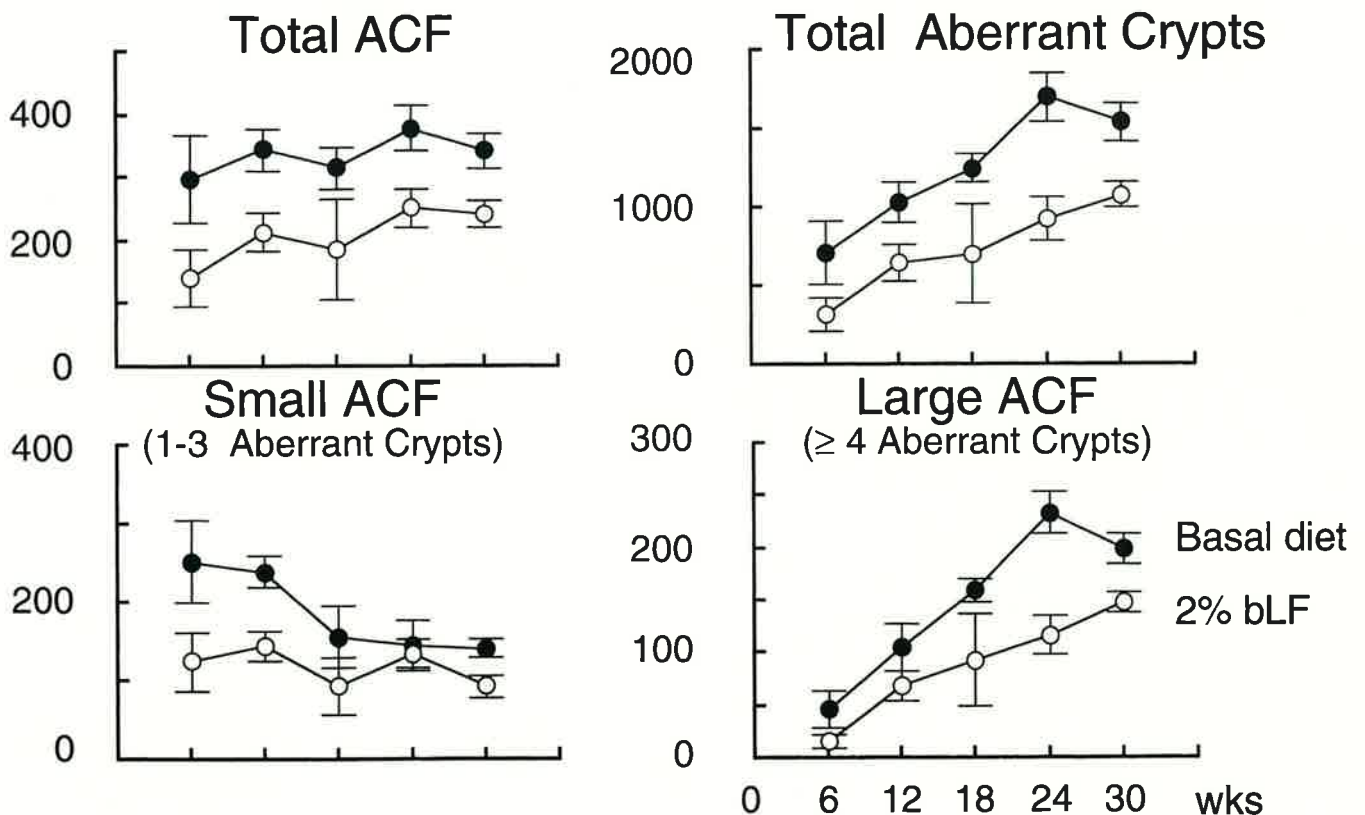 Total ACF
400
200
0
Total Aberrant Crypts
2000
1000
0
Small ACF
(1-3 Aberrant Crypts)
400
200
0
Large ACF
(≥ 4 Aberrant Crypts)
300
200
100
0
Basal diet
2% bLF
0 6 12 18 24 30 wks